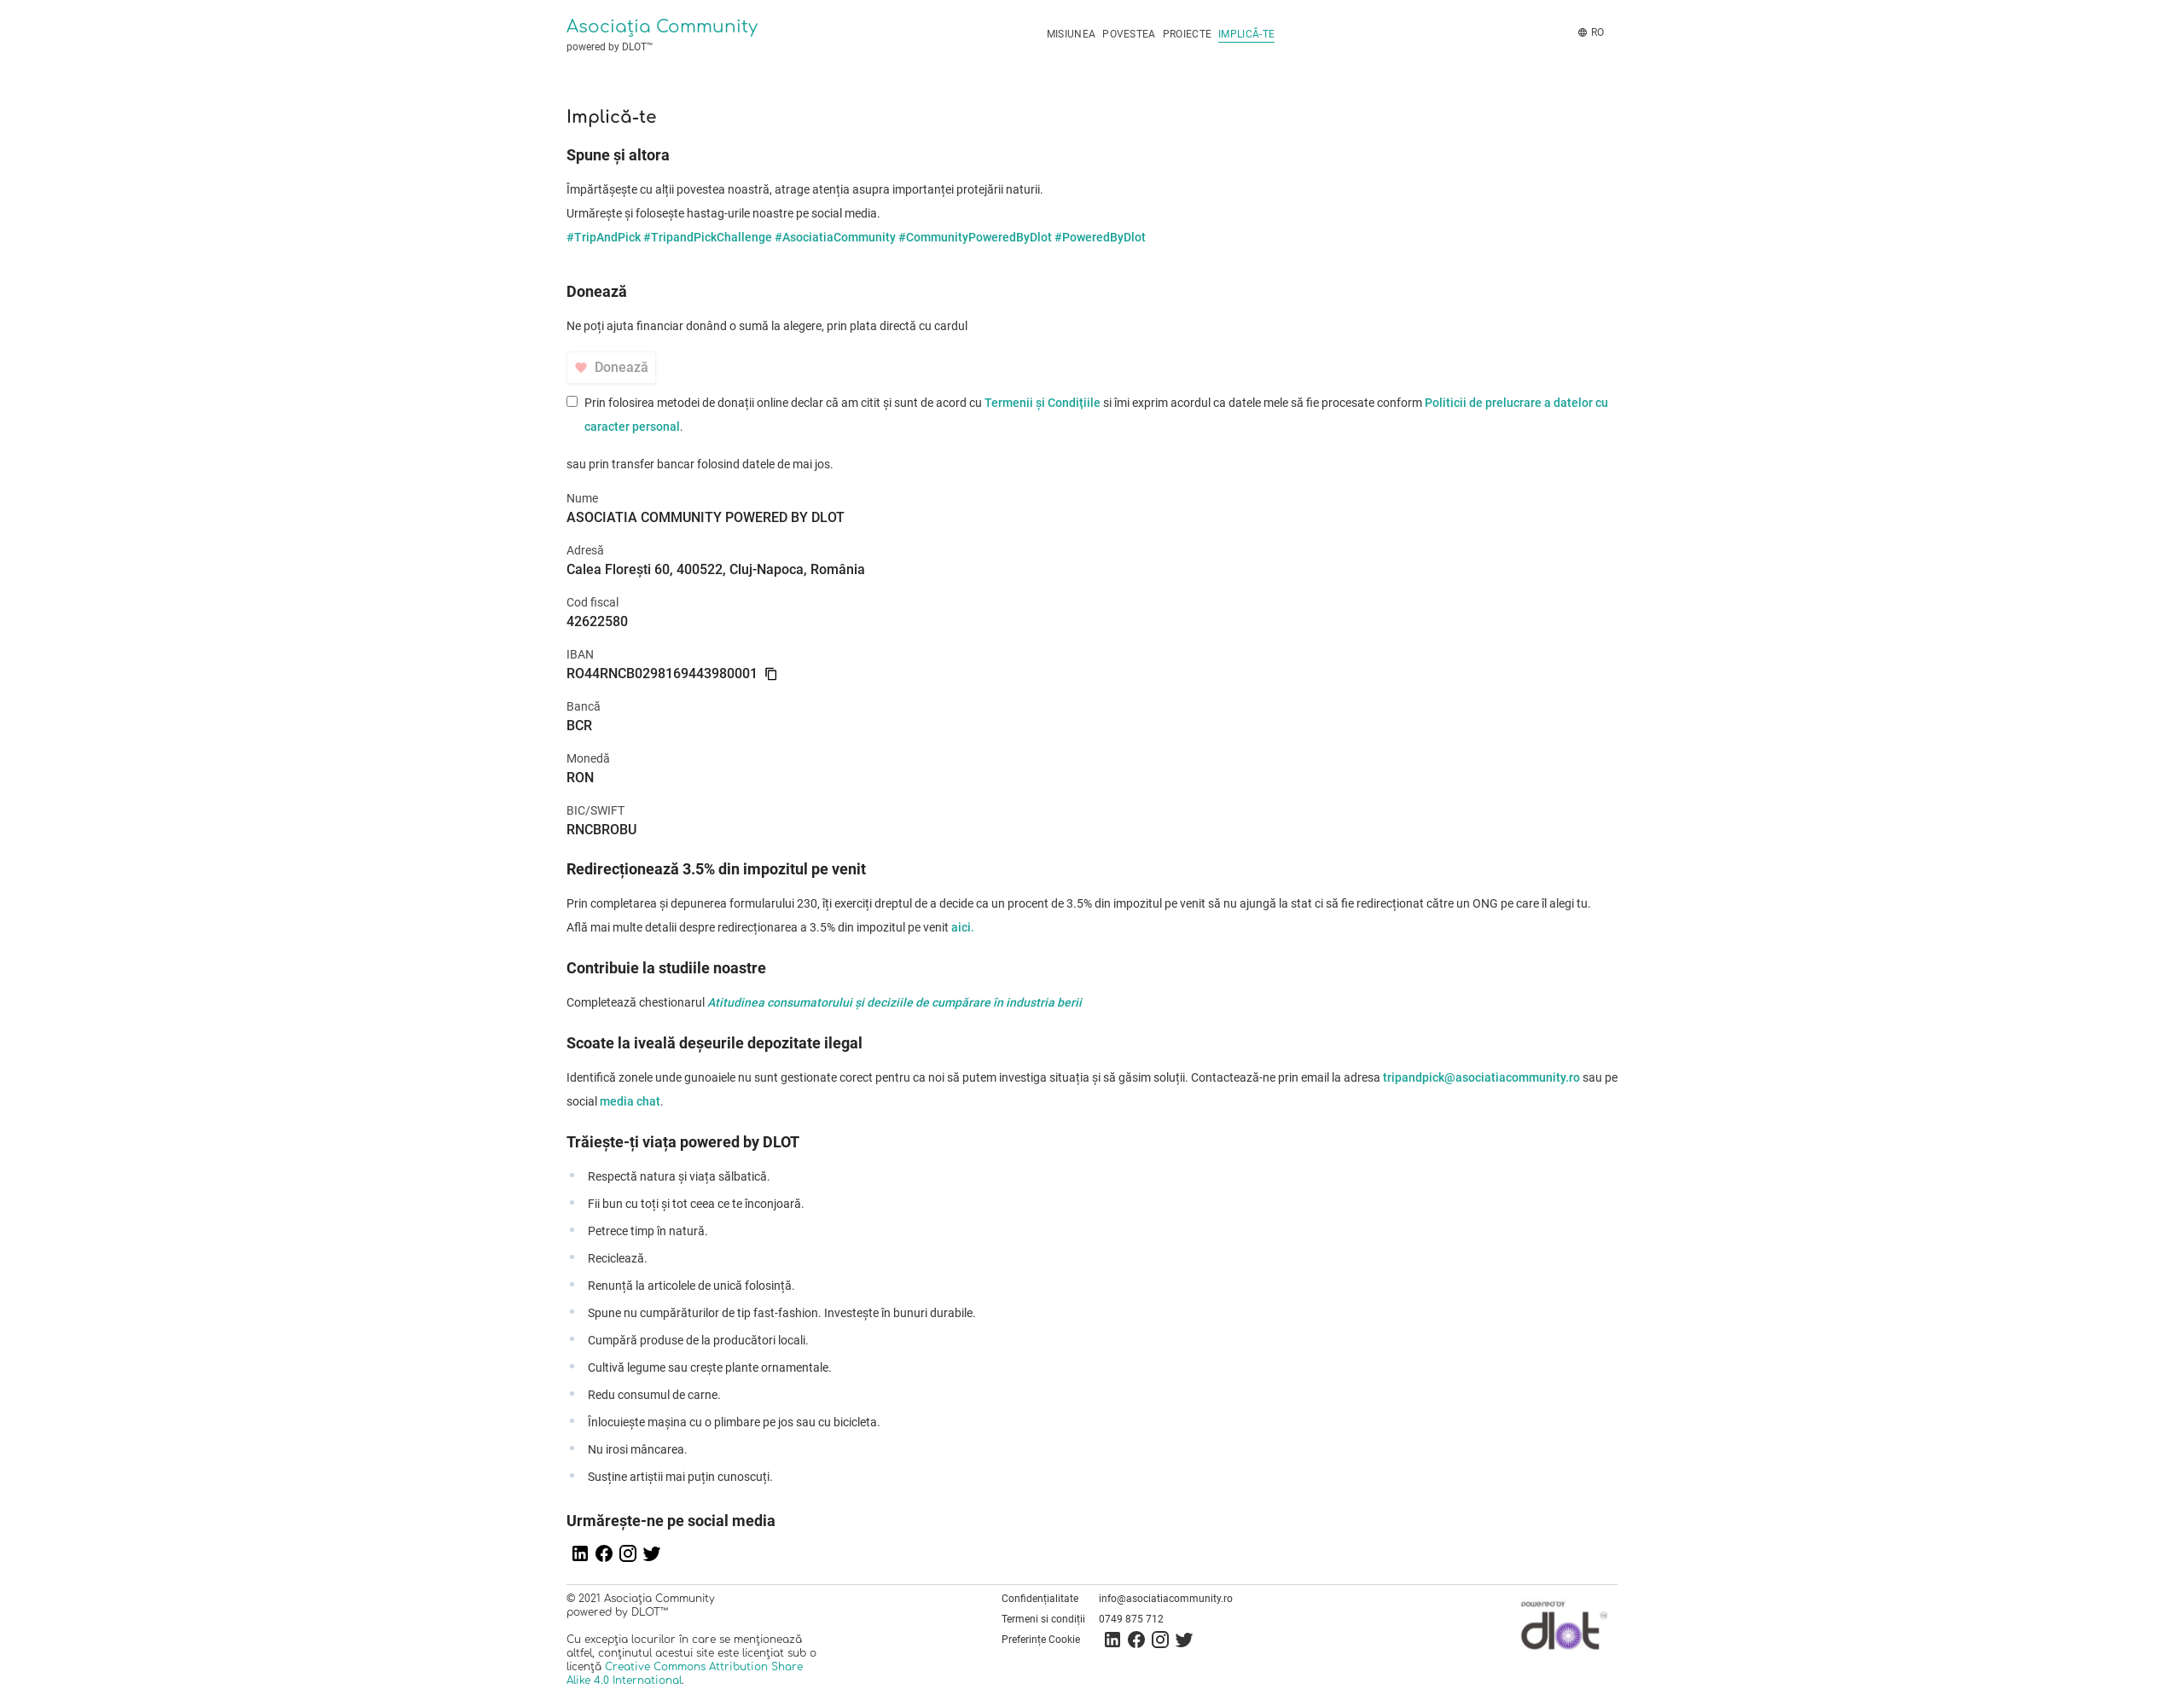 Asociația Community
powered by DLOT™
MISIUNEA POVESTEA PROIECTE IMPLICĂ-TE
RO
Implică-te
Spune și altora
Împărtășește cu alții povestea noastră, atrage atenția asupra importanței protejării naturii.
Urmărește și folosește hastag-urile noastre pe social media.
#TripAndPick #TripandPickChallenge #AsociatiaCommunity #CommunityPoweredByDlot #PoweredByDlot
Donează
Ne poți ajuta financiar donând o sumă la alegere, prin plata directă cu cardul
Donează
Prin folosirea metodei de donații online declar că am citit și sunt de acord cu Termenii și Condițiile si îmi exprim acordul ca datele mele să fie procesate conform Politicii de prelucrare a datelor cu
caracter personal.
sau prin transfer bancar folosind datele de mai jos.
Nume
ASOCIATIA COMMUNITY POWERED BY DLOT
Adresă
Calea Florești 60, 400522, Cluj-Napoca, România
Cod fiscal
42622580
IBAN
RO44RNCB0298169443980001
Bancă
BCR
Monedă
RON
BIC/SWIFT
RNCBROBU
Redirecționează 3.5% din impozitul pe venit
Prin completarea și depunerea formularului 230, îți exerciți dreptul de a decide ca un procent de 3.5% din impozitul pe venit să nu ajungă la stat ci să fie redirecționat către un ONG pe care îl alegi tu.
Află mai multe detalii despre redirecționarea a 3.5% din impozitul pe venit aici.
Contribuie la studiile noastre
Completează chestionarul Atitudinea consumatorului și deciziile de cumpărare în industria berii
Scoate la iveală deșeurile depozitate ilegal
Identifică zonele unde gunoaiele nu sunt gestionate corect pentru ca noi să putem investiga situația și să găsim soluții. Contactează-ne prin email la adresa tripandpick@asociatiacommunity.ro sau pe
social media chat.
Trăiește-ți viața powered by DLOT
Respectă natura și viața sălbatică.
Fii bun cu toți și tot ceea ce te înconjoară.
Petrece timp în natură.
Reciclează.
Renunță la articolele de unică folosință.
Spune nu cumpărăturilor de tip fast-fashion. Investește în bunuri durabile.
Cumpără produse de la producători locali.
Cultivă legume sau crește plante ornamentale.
Redu consumul de carne.
Înlocuiește mașina cu o plimbare pe jos sau cu bicicleta.
Nu irosi mâncarea.
Susține artiștii mai puțin cunoscuți.
Urmărește-ne pe social media
© 2021 Asociația Community
powered by DLOT™
Cu excepția locurilor în care se menționează
altfel, conținutul acestui site este licențiat sub o
licență Creative Commons Attribution Share
Alike 4.0 International.
Confidențialitate
Termeni si condiții
Preferințe Cookie
info@asociatiacommunity.ro
0749 875 712
powered by
dlot